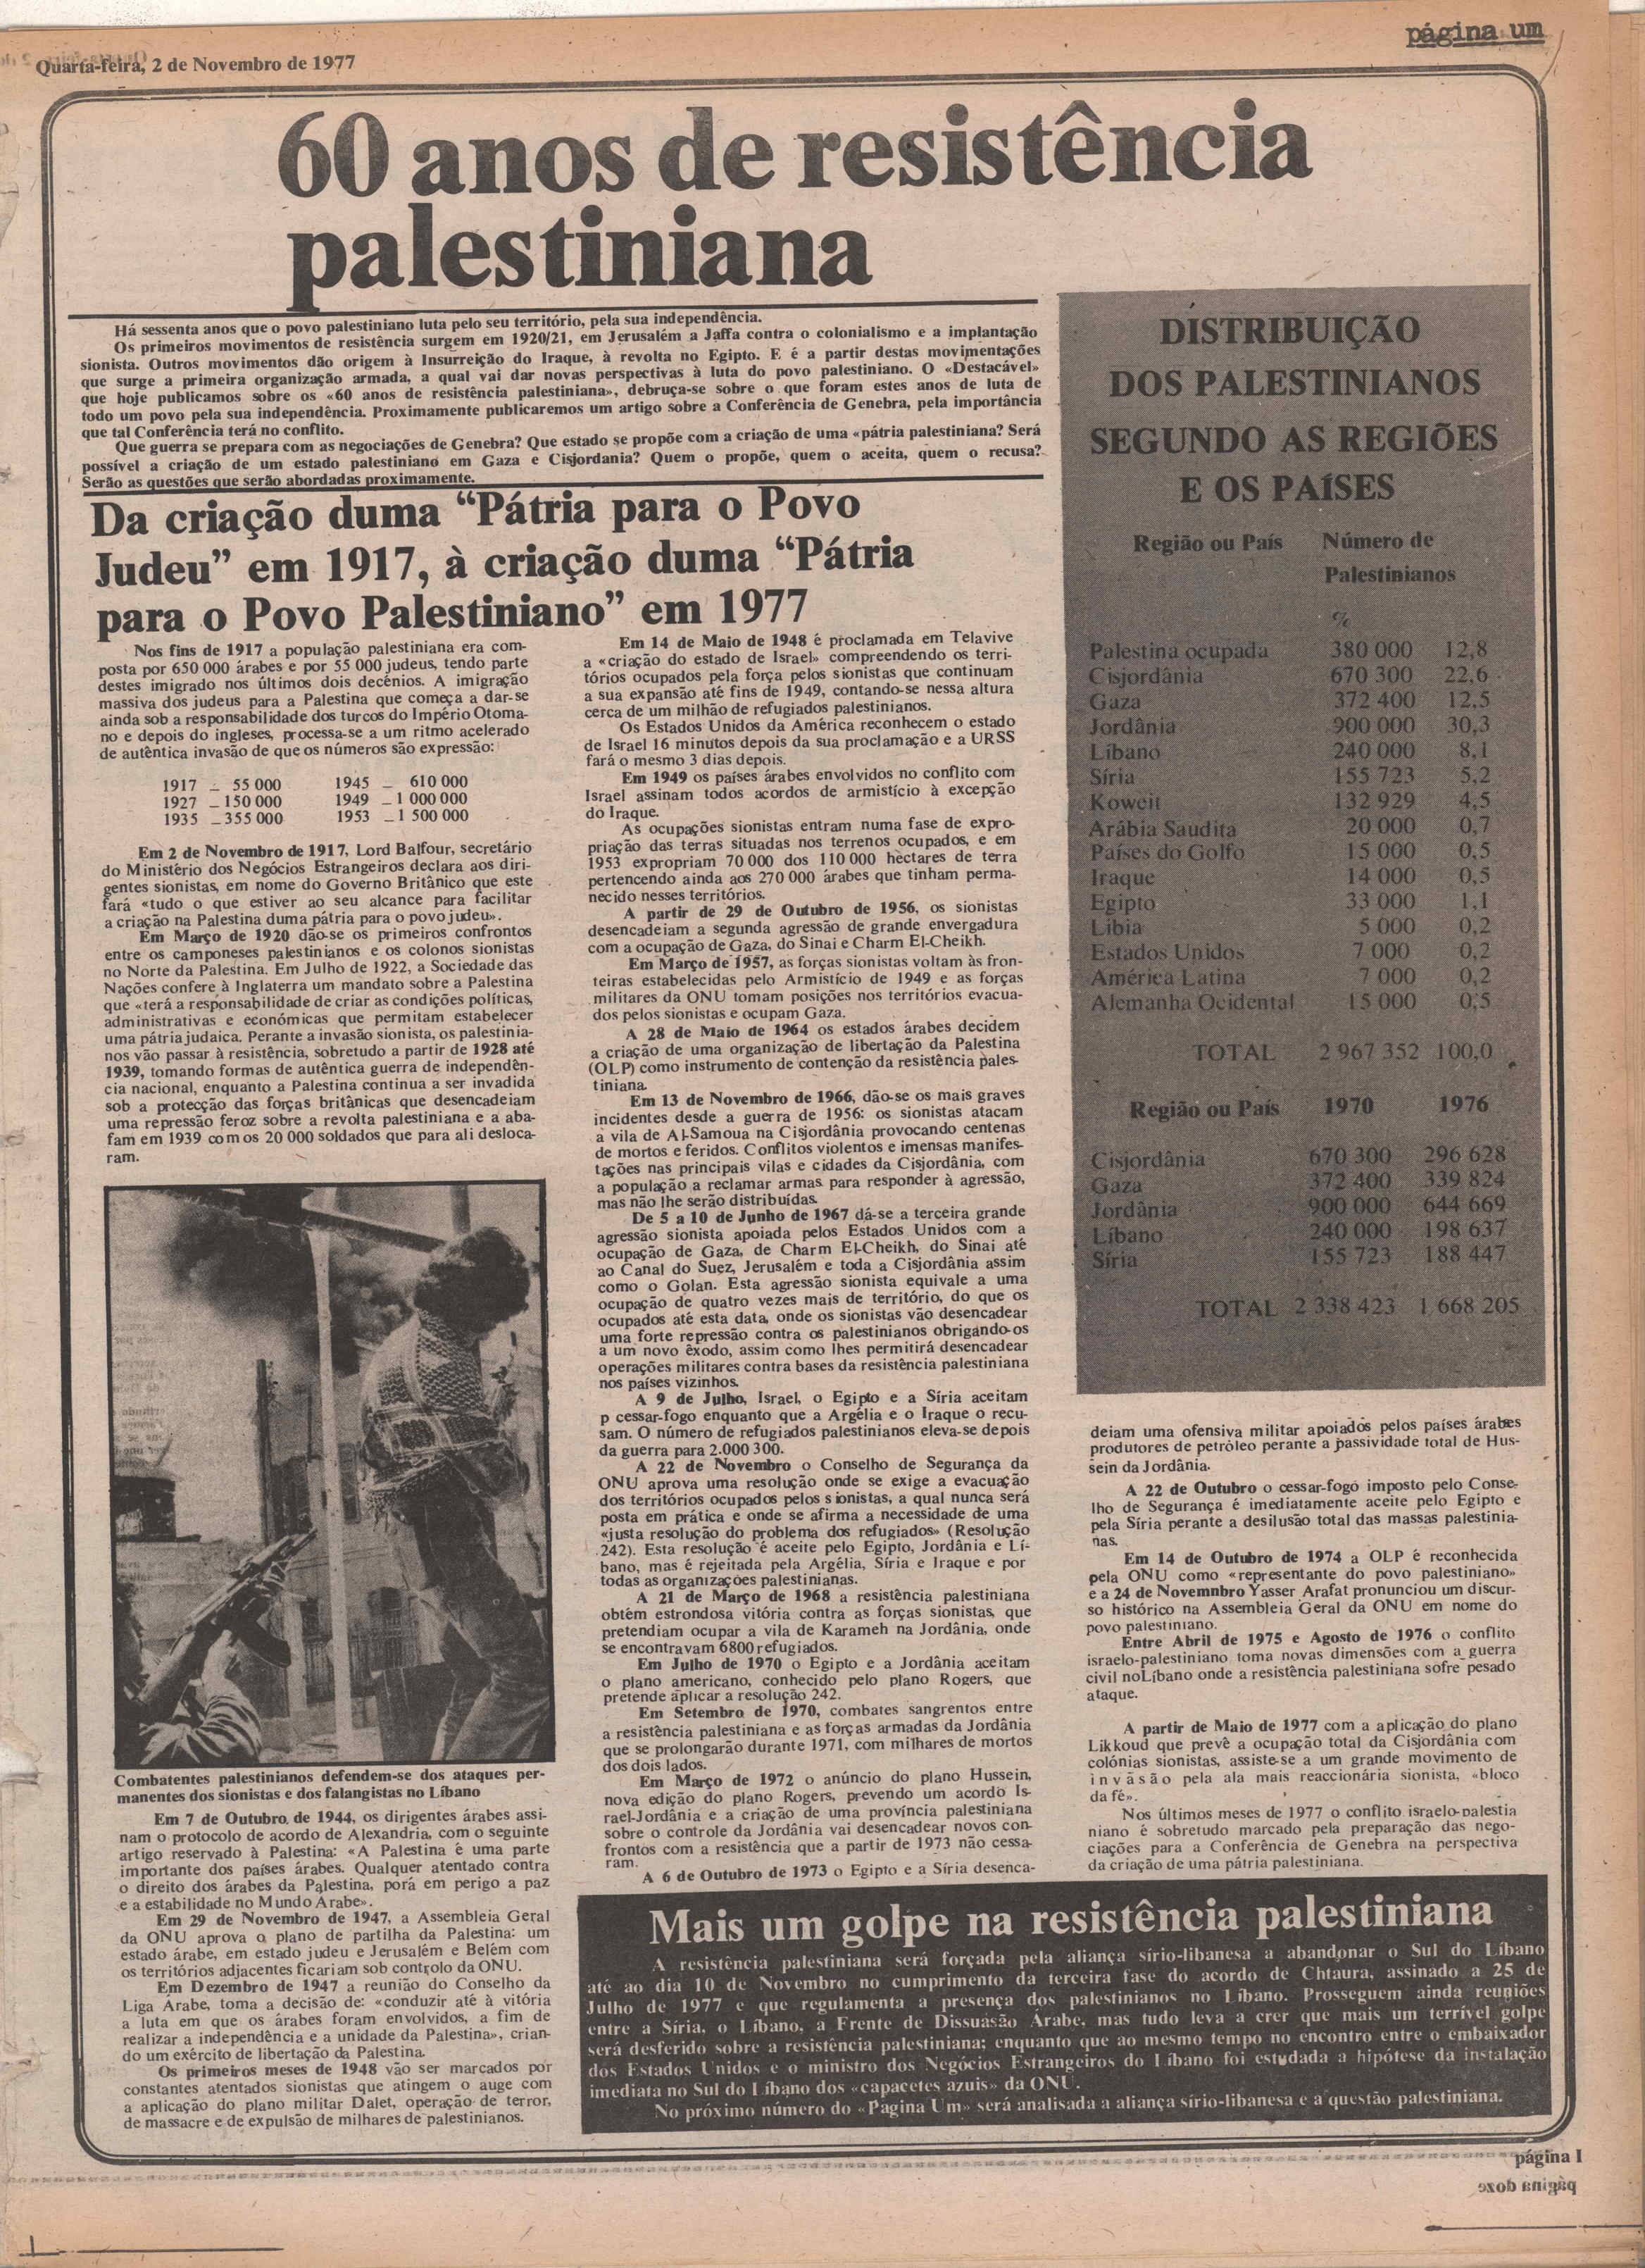 página um
Quarta-feira, 2 de Novembro de 1977
60 anos de resistência
palestiniana
Há sessenta anos que o povo palestiniano luta pelo seu território, pela sua independência.
Os primeiros movimentos de resistência surgem em 1920/21, em Jerusalém a Jaffa contra o colonialismo e a implantação
sionista. Outros movimentos dão origem à Insurreição do Iraque, à revolta no Egipto. E é a partir destas movimentações
que surge a primeira organização armada, a qual vai dar novas perspectivas à luta do povo palestiniano. O «Destacável»
que hoje publicamos sobre os «60 anos de resistência palestiniana», debruça-se sobre o que foram estes anos de luta de
todo um povo pela sua independência. Proximamente publicaremos um artigo sobre a Conferência de Genebra, pela importância
que tal Conferência terá no conflito.
Que guerra se prepara com as negociações de Genebra? Que estado se propõe com a criação de uma «pátria palestiniana? Será
possível a criação de um estado palestiniano em Gaza e Cisjordania? Quem o propõe, quem o aceita, quem o recusa?
Serão as questões que serão abordadas proximamente.
Da criação duma “Pátria para o Povo
Judeu” em 1917, à criação duma “Pátria
para o Povo Palestiniano” em 1977
Nos fins de 1917 a população palestiniana era com-
posta por 650 000 árabes e por 55 000 judeus, tendo parte
destes imigrado nos últimos dois decénios. A imigração
massiva dos judeus para a Palestina que começa a dar-se
ainda sob a responsabilidade dos turcos do Império Otoma-
no e depois do ingleses, processa-se a um ritmo acelerado
de autêntica invasão de que os números são expressão:
1917 – 55 000 1945 – 610 000
1927 – 150 000 1949 – 1 000 000
1935 – 355 000 1953 – 1 500 000
Em 2 de Novembro de 1917, Lord Balfour, secretário
do Ministério dos Negócios Estrangeiros declara aos diri-
gentes sionistas, em nome do Governo Britânico que este
fará «tudo o que estiver ao seu alcance para facilitar
a criação na Palestina duma pátria para o povo judeu».
Em Março de 1920 dão-se os primeiros confrontos
entre os camponeses palestinianos e os colonos sionistas
no Norte da Palestina. Em Julho de 1922, a Sociedade das
Nações confere à Inglaterra um mandato sobre a Palestina
que «terá a responsabilidade de criar as condições políticas,
administrativas e económicas que permitam estabelecer
uma pátria judaica. Perante a invasão sionista, os palestinia-
nos vão passar à resistência, sobretudo a partir de 1928 até
1939, tomando formas de autêntica guerra de independên-
cia nacional, enquanto a Palestina continua a ser invadida
sob a protecção das forças britânicas que desencadeiam
uma repressão feroz sobre a revolta palestiniana e a aba-
fam em 1939 com os 20 000 soldados que para ali desloca-
ram.
Combatentes palestinianos defendem-se dos ataques per-
manentes dos sionistas e dos falangistas no Líbano
Em 7 de Outubro, de 1944, os dirigentes árabes assi-
nam o protocolo de acordo de Alexandria, com o seguinte
artigo reservado à Palestina: «A Palestina é uma parte
importante dos países árabes. Qualquer atentado contra
o direito dos árabes da Palestina, porá em perigo a paz
e a estabilidade no Mundo Arabe».
Em 29 de Novembro de 1947, a Assembleia Geral
da ONU aprova o plano de partilha da Palestina: um
estado árabe, em estado judeu e Jerusalém e Belém com
os territórios adjacentes ficariam sob controlo da ONU.
Em Dezembro de 1947 a reunião do Conselho da
Liga Arabe, toma a decisão de: «conduzir até à vitória
a luta em que os árabes foram envolvidos, a fim de
realizar a independência e a unidade da Palestina», crian-
do um exército de libertação da Palestina.
Os primeiros meses de 1948 vão ser marcados por
constantes atentados sionistas que atingem o auge com
a aplicação do plano militar Dalet, operação de terror,
de massacre e de expulsão de milhares de palestinianos.
Em 14 de Maio de 1948 é proclamada em Telavive
a «criação do estado de Israel» compreendendo os terri-
tórios ocupados pela força pelos sionistas que continuam
a sua expansão até fins de 1949, contando-se nessa altura
cerca de um milhão de refugiados palestinianos.
Os Estados Unidos da América reconhecem o estado
de Israel 16 minutos depois da sua proclamação e a URSS
fará o mesmo 3 dias depois.
Em 1949 os países árabes envolvidos no conflito com
Israel assinam todos acordos de armistício à excepção
do Iraque.
As ocupações sionistas entram numa fase de expro-
priação das terras situadas nos terrenos ocupados, e em
1953 expropriam 70 000 dos 110 000 hectares de terra
pertencendo ainda aos 270 000 árabes que tinham perma-
necido nesses territórios.
A partir de 29 de Outubro de 1956, os sionistas
desencadeiam a segunda agressão de grande envergadura
com a ocupação de Gaza, do Sinai e Charm El-Cheikh.
Em Março de 1957, as forças sionistas voltam às fron-
teiras estabelecidas pelo Armistício de 1949 e as forças
militares da ONU tomam posições nos territórios evacua-
dos pelos sionistas e ocupam Gaza.
A 28 de Maio de 1964 os estados árabes decidem
a criação de uma organização de libertação da Palestina
(OLP) como instrumento de contenção da resistência pales-
tiniana.
Em 13 de Novembro de 1966, dão-se os mais graves
incidentes desde a guerra de 1956: os sionistas atacam
a vila de Al-Samoua na Cisjordânia provocando centenas
de mortos e feridos. Conflitos violentos e imensas manifes-
tações nas principais vilas e cidades da Cisjordânia, com
a população a reclamar armas para responder à agressão,
mas não lhe serão distribuídas.
De 5 a 10 de Junho de 1967 dá-se a terceira grande
agressão sionista apoiada pelos Estados Unidos com a
ocupação de Gaza, de Charm El-Cheikh, do Sinai até
ao Canal do Suez, Jerusalém e toda a Cisjordânia assim
como o Golan. Esta agressão sionista equivale a uma
ocupação de quatro vezes mais de território, do que os
ocupados até esta data, onde os sionistas vão desencadear
uma forte repressão contra os palestinianos obrigando-os
a um novo êxodo, assim como lhes permitirá desencadear
operações militares contra bases da resistência palestiniana
nos países vizinhos.
A 9 de Julho, Israel, o Egipto e a Síria aceitam
p cessar-fogo enquanto que a Argélia e o Iraque o recu-
sam. O número de refugiados palestinianos eleva-se depois
da guerra para 2.000 300.
A 22 de Novembro o Conselho de Segurança da
ONU aprova uma resolução onde se exige a evacuação
dos territórios ocupados pelos sionistas, a qual nunca será
posta em prática e onde se afirma a necessidade de uma
«justa resolução do problema dos refugiados» (Resolução
242). Esta resolução é aceite pelo Egipto, Jordânia e Lí-
bano, mas é rejeitada pela Argélia, Síria e Iraque e por
todas as organizações palestinianas.
A 21 de Março de 1968 a resistência palestiniana
obtém estrondosa vitória contra as forças sionistas, que
pretendiam ocupar a vila de Karameh na Jordânia, onde
se encontravam 6800 refugiados.
Em Julho de 1970 o Egipto e a Jordânia aceitam
o plano americano, conhecido pelo plano Rogers, que
pretende aplicar a resolução 242.
Em Setembro de 1970, combates sangrentos entre
a resistência palestiniana e as forças armadas da Jordânia
que se prolongarão durante 1971, com milhares de mortos
dos dois lados.
Em Março de 1972 o anúncio do plano Hussein,
nova edição do plano Rogers, prevendo um acordo Is-
rael-Jordânia e a criação de uma província palestiniana
sobre o controle da Jordânia vai desencadear novos con-
frontos com a resistência que a partir de 1973 não cessa-
ram.
A 6 de Outubro de 1973 o Egipto e a Síria desenca-
DISTRIBUIÇÃO
DOS PALESTINIANOS
SEGUNDO AS REGIÕES
E OS PAÍSES
Região ou País Número de
Palestinianos
%
Palestina ocupada 380 000 12,8
Cisjordânia 670 300 22,6
Gaza 372 400 12,5
Jordânia 900 000 30,3
Líbano 240 000 8,1
Síria 155 723 5,2
Koweit 132 929 4,5
Arábia Saudita 20 000 0,7
Países do Golfo 15 000 0,5
Iraque 14 000 0,5
Egipto 33 000 1,1
Líbia 5 000 0,2
Estados Unidos 7 000 0,2
América Latina 7 000 0,2
Alemanha Ocidental 15 000 0,5
TOTAL 2 967 352 100,0
Região ou País 1970 1976
Cisjordânia 670 300 296 628
Gaza 372 400 339 824
Jordânia 900 000 644 669
Líbano 240 000 198 637
Síria 155 723 188 447
TOTAL 2 338 423 1 668 205
deiam uma ofensiva militar apoiados pelos países árabes
produtores de petróleo perante a passividade total de Hus-
sein da Jordânia.
A 22 de Outubro o cessar-fogo imposto pelo Conse-
lho de Segurança é imediatamente aceite pelo Egipto e
pela Síria perante a desilusão total das massas palestinia-
nas.
Em 14 de Outubro de 1974 a OLP é reconhecida
pela ONU como «representante do povo palestiniano»
e a 24 de Novemnbro Yasser Arafat pronunciou um discur-
so histórico na Assembleia Geral da ONU em nome do
povo palestiniano.
Entre Abril de 1975 e Agosto de 1976 o conflito
israelo-palestiniano toma novas dimensões com a guerra
civil no Líbano onde a resistência palestiniana sofre pesado
ataque.
A partir de Maio de 1977 com a aplicação do plano
Likkoud que prevê a ocupação total da Cisjordânia com
colónias sionistas, assiste-se a um grande movimento de
invasão pela ala mais reaccionária sionista, «bloco
da fé».
Nos últimos meses de 1977 o conflito israelo-palestia
niano é sobretudo marcado pela preparação das nego-
ciações para a Conferência de Genebra na perspectiva
da criação de uma pátria palestiniana.
Mais um golpe na resistência palestiniana
A resistência palestiniana será forçada pela aliança sírio-libanesa a abandonar o Sul do Líbano
até ao dia 10 de Novembro no cumprimento da terceira fase do acordo de Chtaura, assinado a 25 de
Julho de 1977 e que regulamenta a presença dos palestinianos no Líbano. Prosseguem ainda reuniões
entre a Síria, o Líbano, a Frente de Dissuasão Arabe, mas tudo leva a crer que mais um terrível golpe
será desferido sobre a resistência palestiniana; enquanto que ao mesmo tempo no encontro entre o embaixador
dos Estados Unidos e o ministro dos Negócios Estrangeiros do Líbano foi estudada a hipótese da instalação
imediata no Sul do Líbano dos «capacetes azuis» da ONU.
No próximo número do «Página Um» será analisada a aliança sírio-libanesa e a questão palestiniana.
página I
página doze